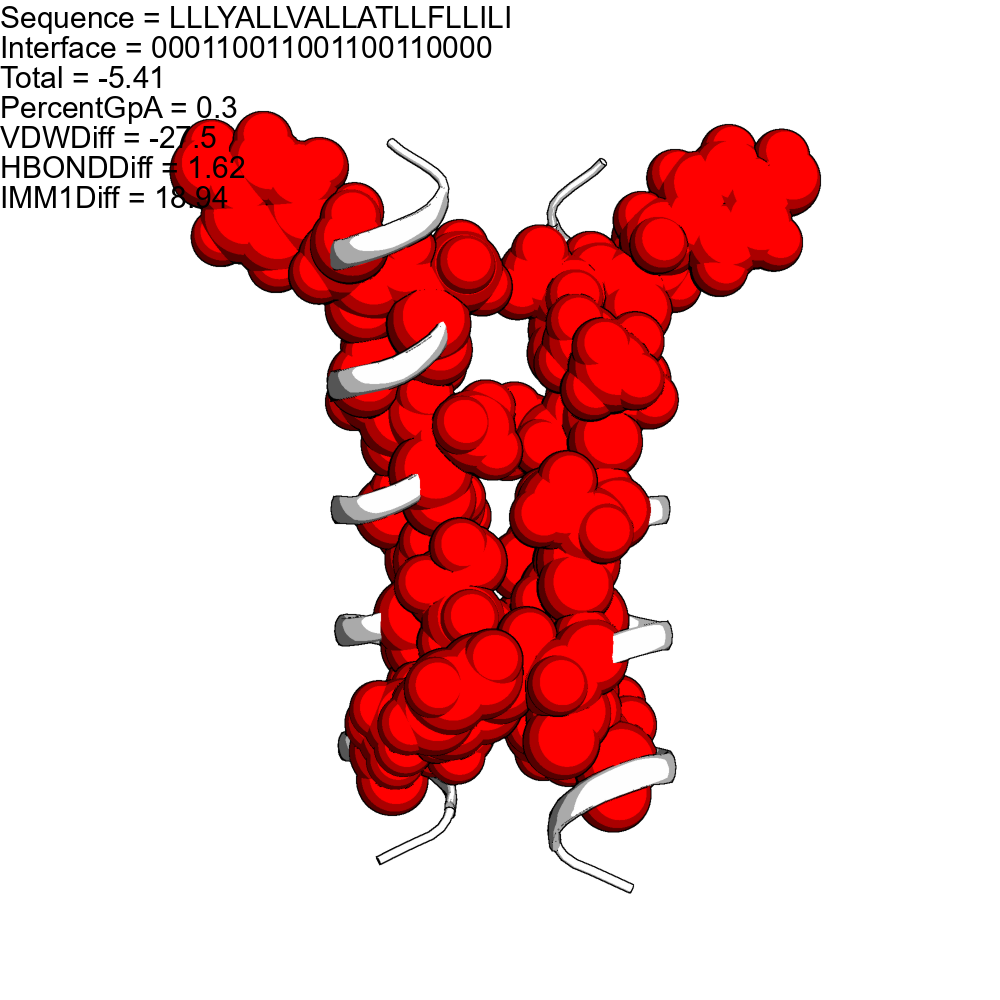 Sequence = LLLYALLVALLATLLFLLILI
Interface = 000110011001100110000
Total = -5.41
PercentGpA = 0.3
VDWDiff = -27.5
HBONDDiff = 1.62
IMM1Diff = 18.94